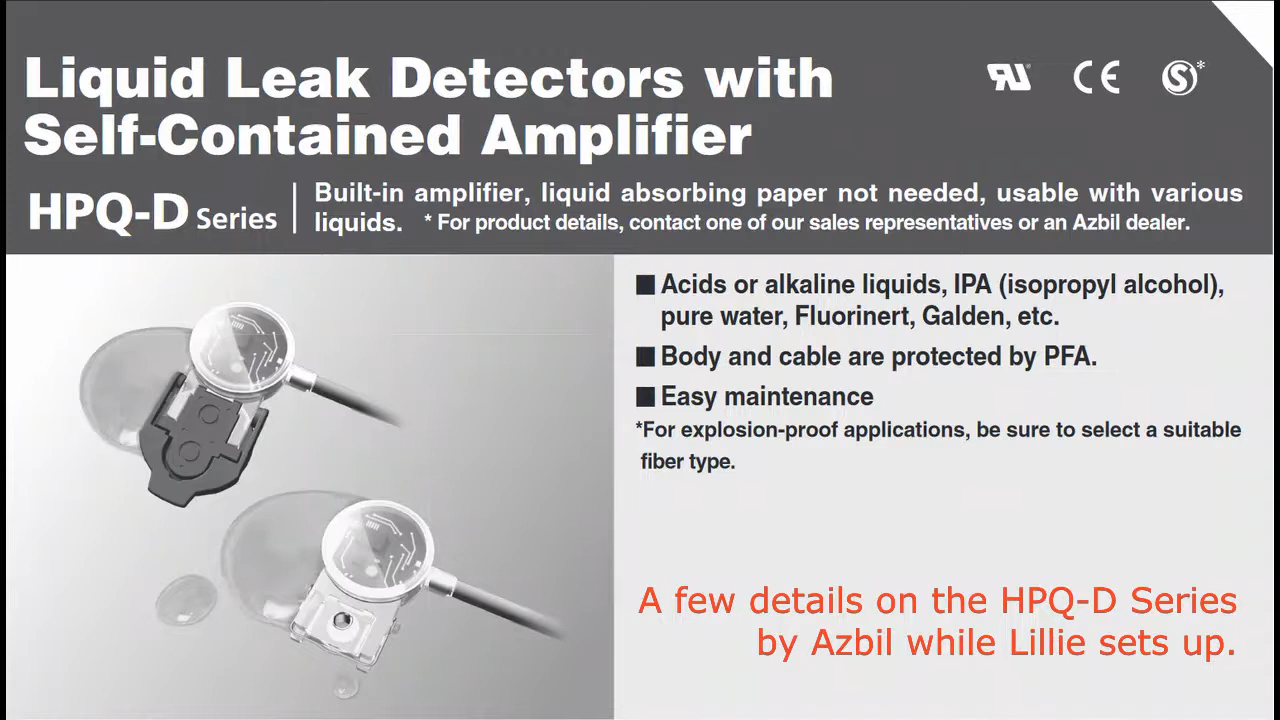 Liquid Leak Detectors with
Self-Contained Amplifier
HPQ-D Series
Built-in amplifier, liquid absorbing paper not needed, usable with various
liquids. * For product details, contact one of our sales representatives or an Azbil dealer.
CE
S*
■ Acids or alkaline liquids, IPA (isopropyl alcohol),
pure water, Fluorinert, Galden, etc.
■ Body and cable are protected by PFA.
■ Easy maintenance
*For explosion-proof applications, be sure to select a suitable
fiber type.
A few details on the HPQ-D Series
by Azbil while Lillie sets up.